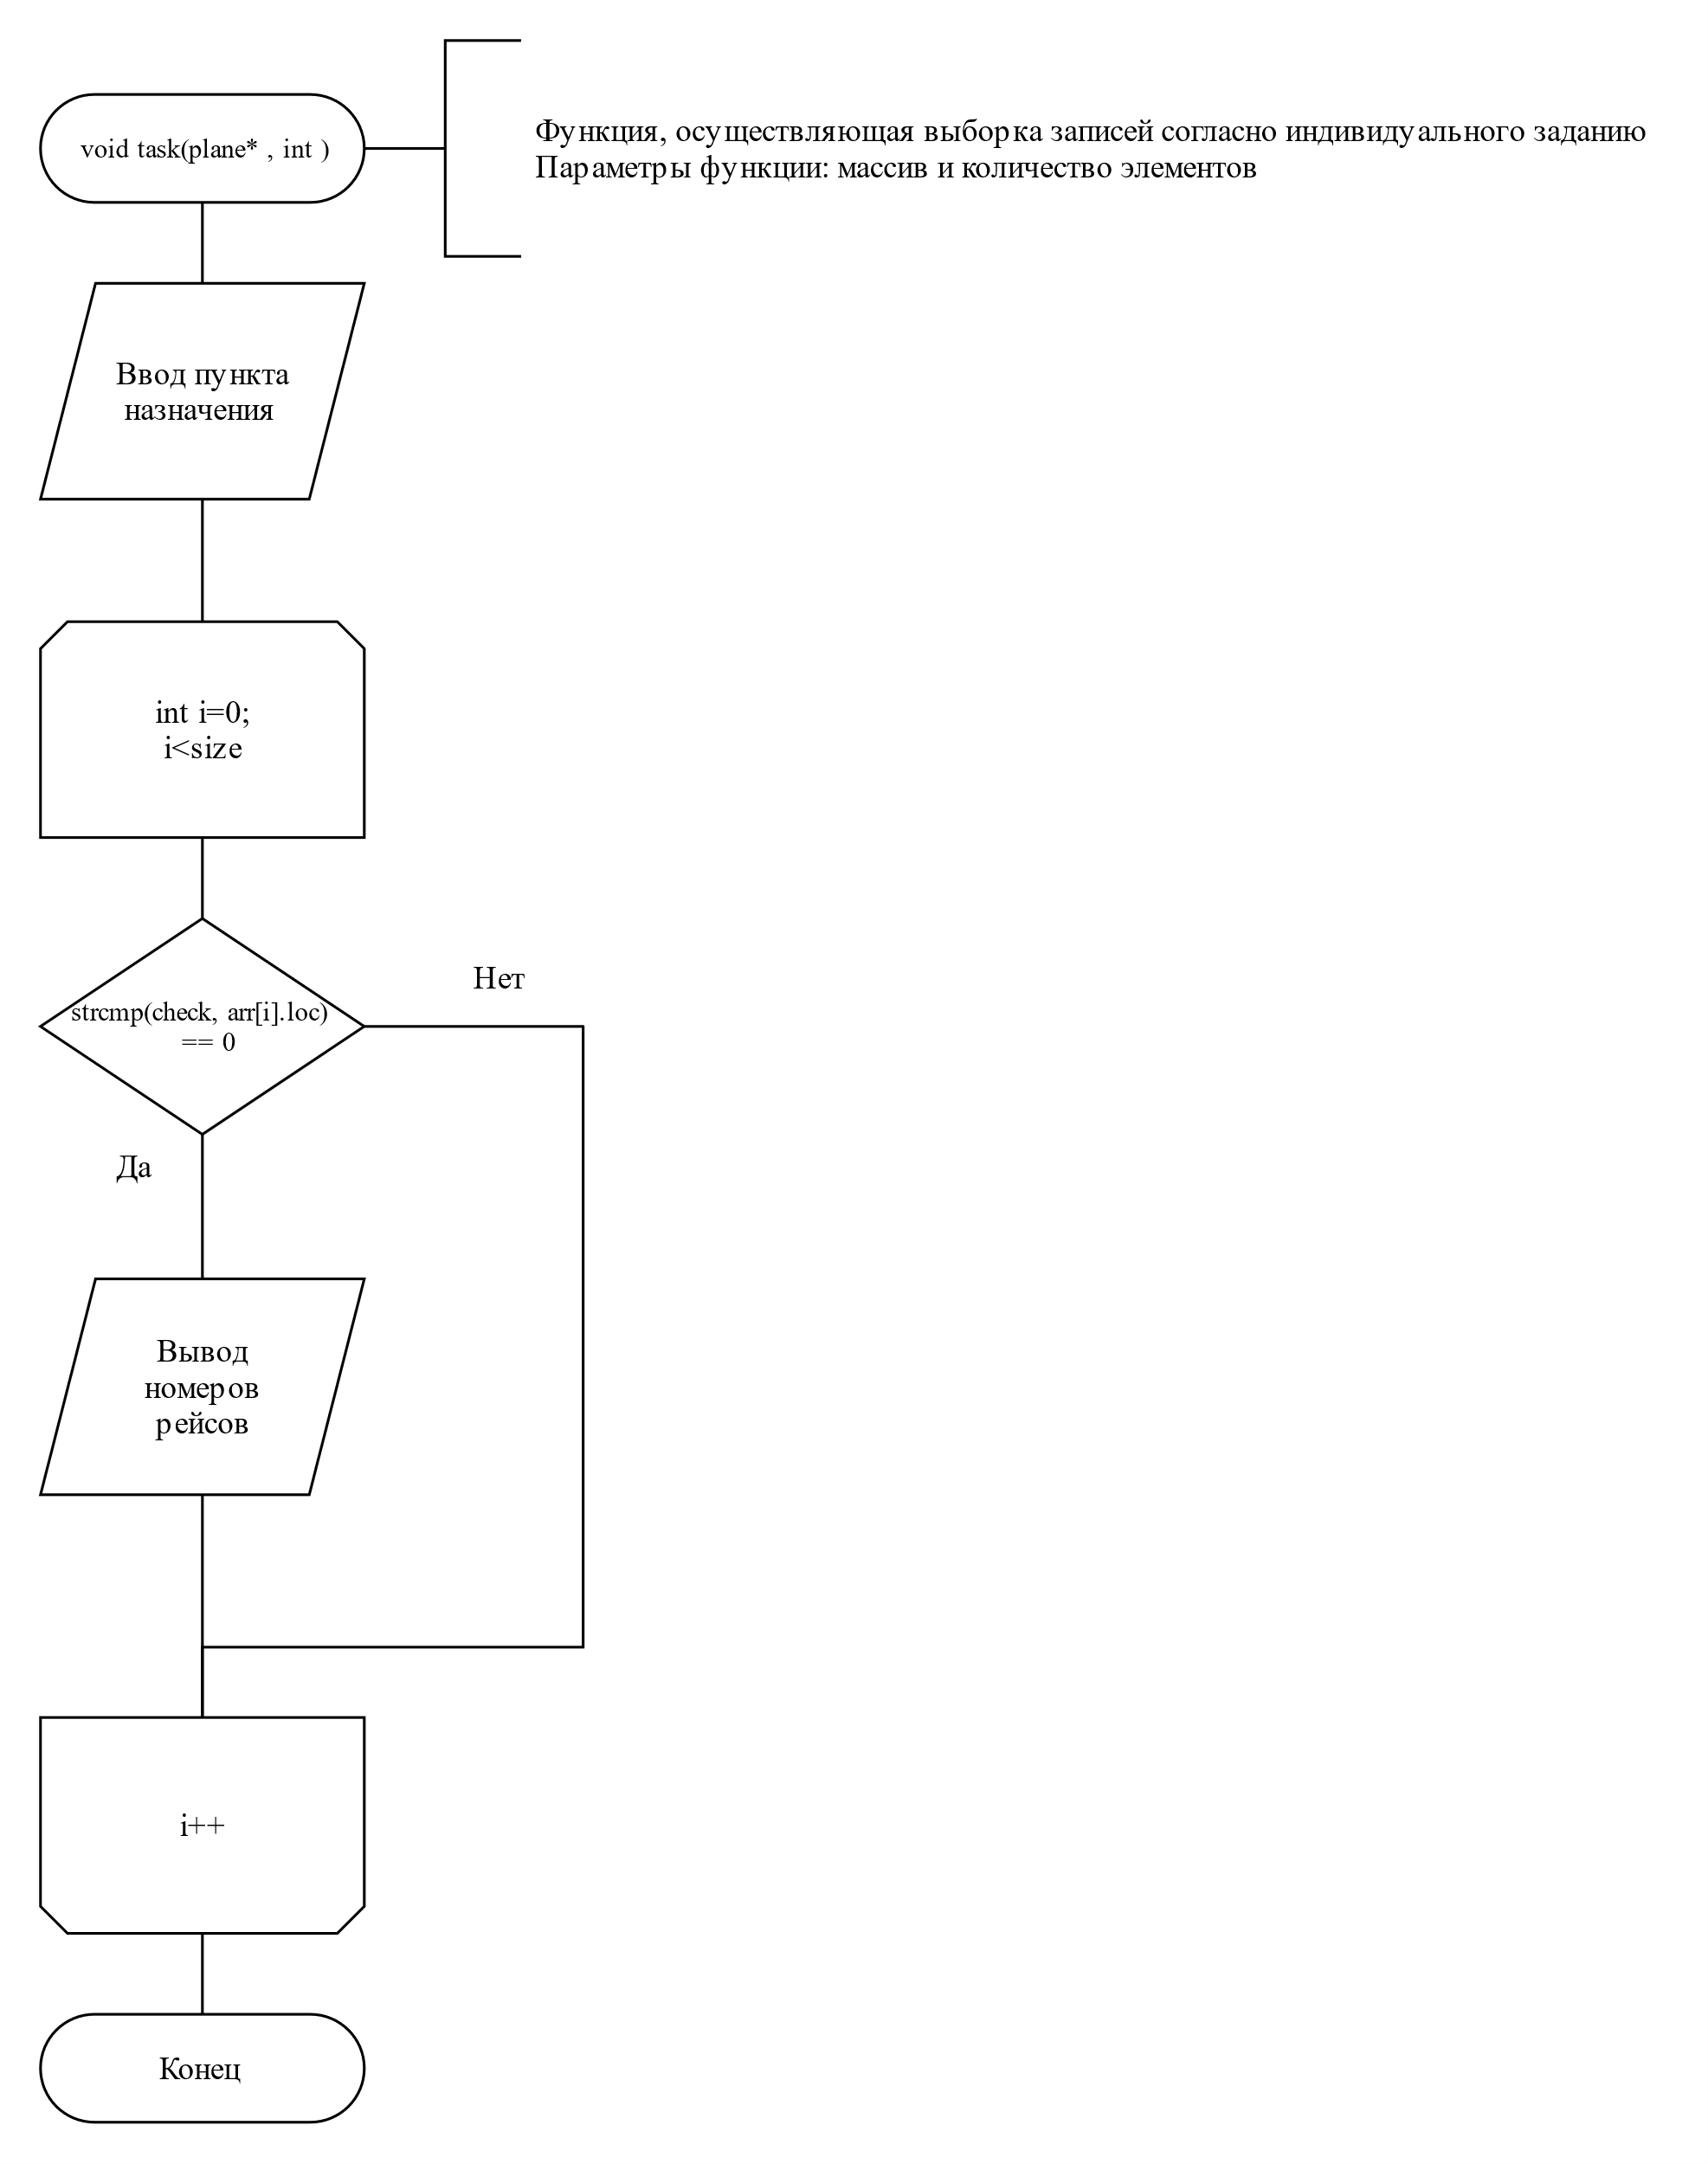 void task(plane* , int )
Функция, осуществляющая выборка записей согласно индивидуального заданию
Параметры функции: массив и количество элементов
Ввод пункта
назначения
int i=0;
i<size
strcmp(check, arr[i].loc)
== 0
Нет
Да
Вывод
номеров
рейсов
i++
Конец